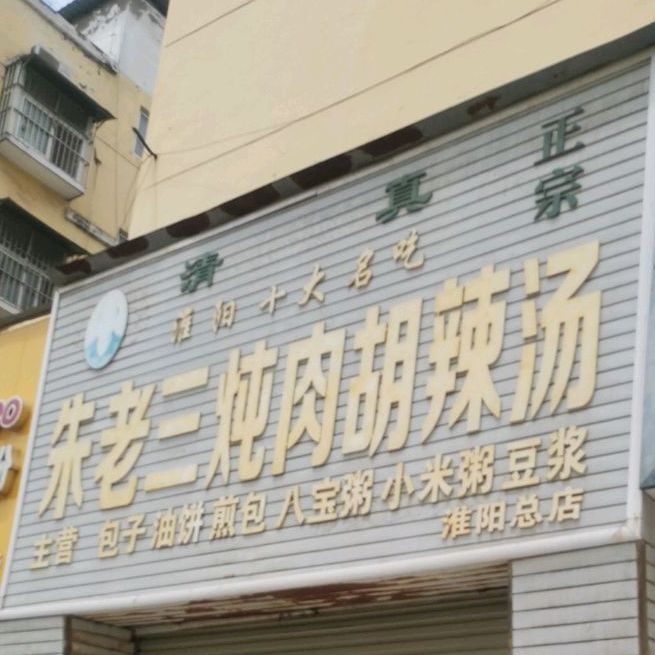 清真
正宗
淮阳十大名吃
朱老三炖肉胡辣汤
主营 包子 油饼 煎包 八宝粥 小米粥 豆浆
淮阳总店